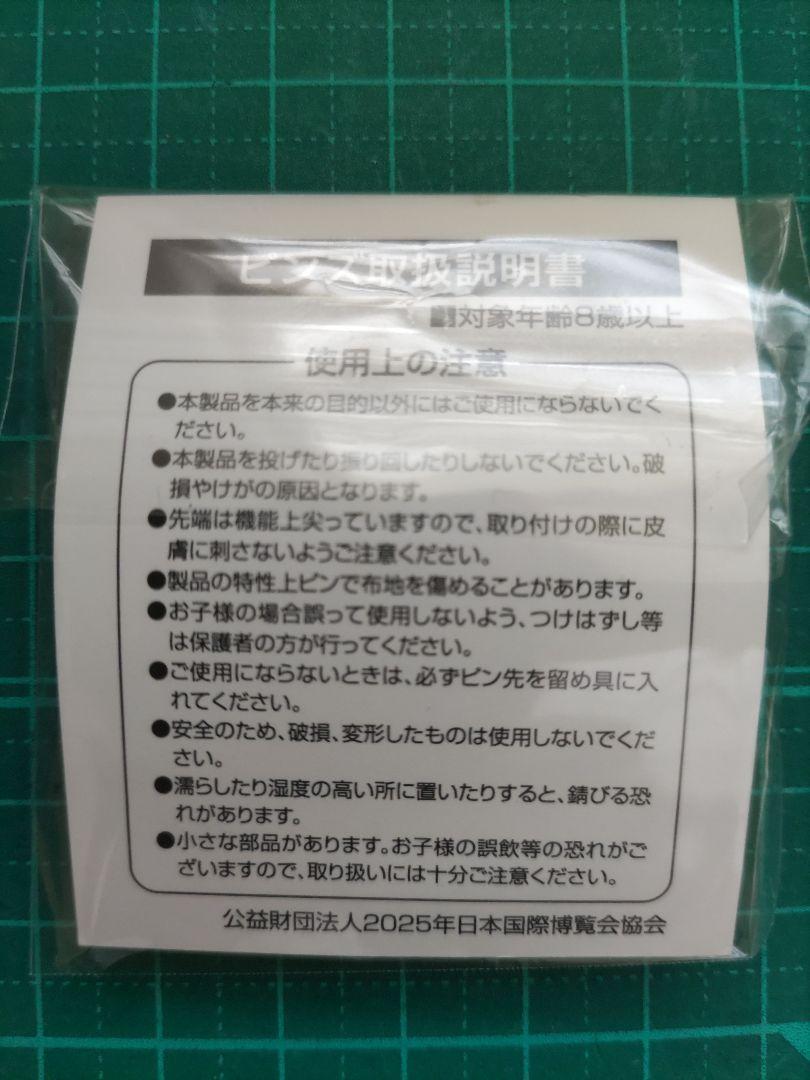 ピンズ取扱説明書
■対象年齢8歳以上
使用上の注意
●本製品を本来の目的以外にはご使用にならないでく
ださい。
●本製品を投げたり振り回したりしないでください。破
損やけがの原因となります。
●先端は機能上尖っていますので、取り付けの際に皮
膚に刺さないようご注意ください。
●製品の特性上ピンで布地を傷めることがあります。
●お子様の場合誤って使用しないよう、つけはずし等
は保護者の方が行ってください。
●ご使用にならないときは、必ずピン先を留め具に入
れてください。
●安全のため、破損、変形したものは使用しないでくだ
さい。
●濡らしたり湿度の高い所に置いたりすると、錆びる恐
れがあります。
●小さな部品があります。お子様の誤飲等の恐れがご
ざいますので、取り扱いには十分ご注意ください。
公益財団法人2025年日本国際博覧会協会